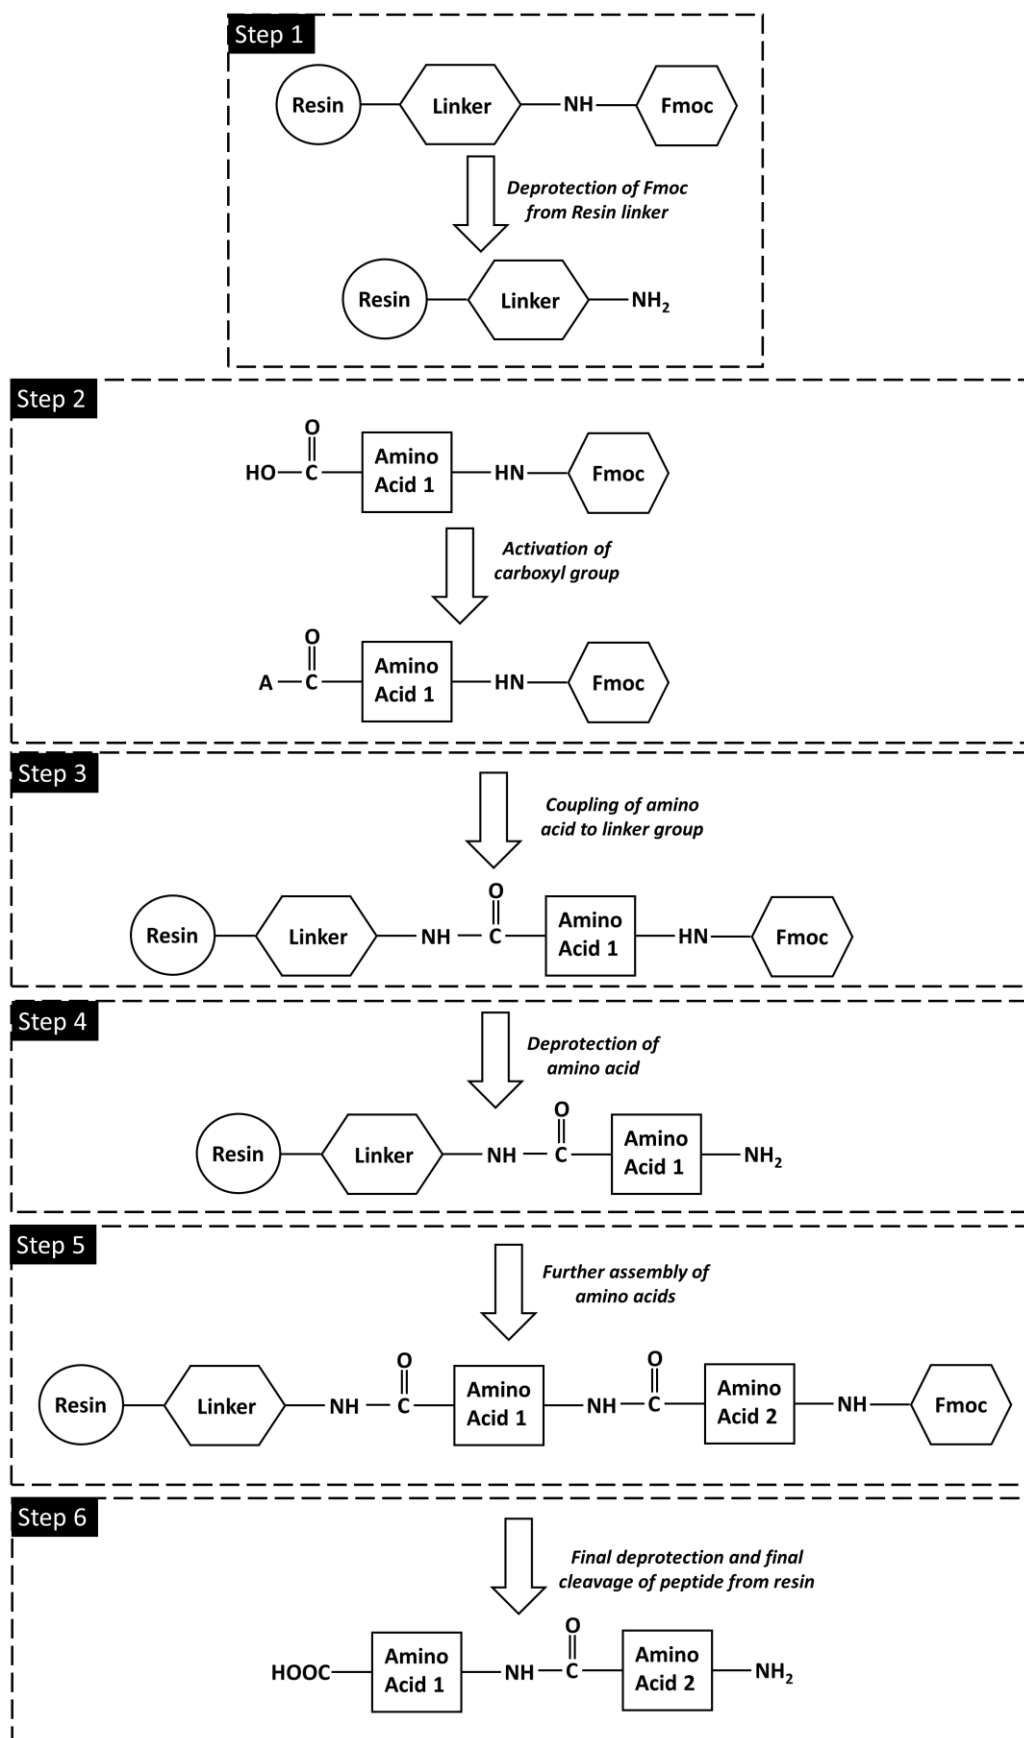 Step 1
Resin Linker NH Fmoc
Deprotection of Fmoc
from Resin linker
Resin Linker NH₂
Step 2
O
HO C Amino
Acid 1 HN Fmoc
Activation of
carboxyl group
O
A C Amino
Acid 1 HN Fmoc
Step 3
Coupling of amino
acid to linker group
O
Resin Linker NH C Amino
Acid 1 HN Fmoc
Step 4
Deprotection of
amino acid
O
Resin Linker NH C Amino
Acid 1 NH₂
Step 5
Further assembly of
amino acids
O O
Resin Linker NH C Amino
Acid 1 NH C Amino
Acid 2 NH Fmoc
Step 6
Final deprotection and final
cleavage of peptide from resin
O
HOOC Amino
Acid 1 NH C Amino
Acid 2 NH₂